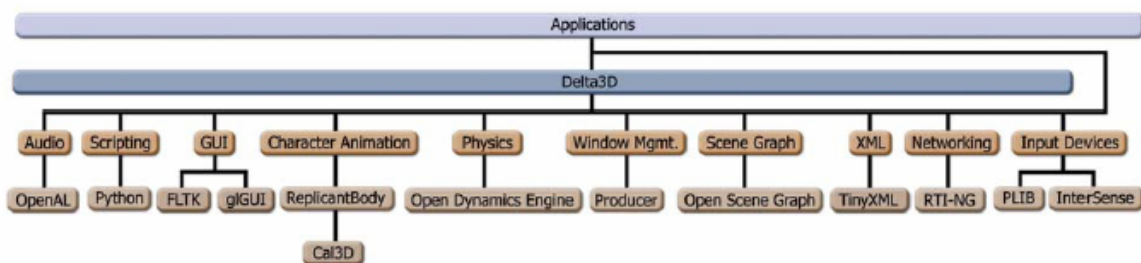 Applications
Delta3D
Audio Scripting GUI Character Animation Physics Window Mgmt. Scene Graph XML Networking Input Devices
OpenAL Python FLTK glGUI ReplicantBody Open Dynamics Engine Producer Open Scene Graph TinyXML RTI-NG PLIB InterSense
Cal3D